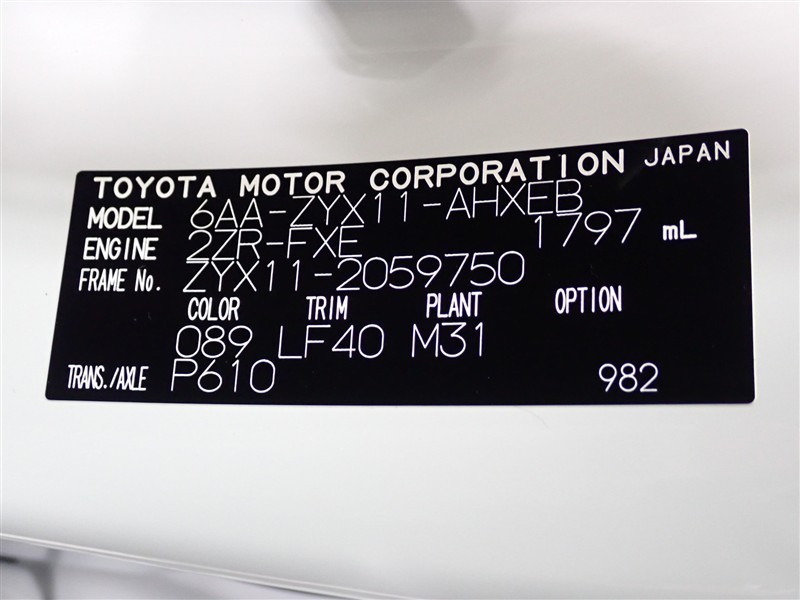 TOYOTA MOTOR CORPORATION JAPAN
MODEL 6AA-ZYX11-AHXEB
ENGINE 2ZR-FXE 1797 mL
FRAME No. ZYX11-2059750
COLOR TRIM PLANT OPTION
089 LF40 M31
TRANS./AXLE P610 982